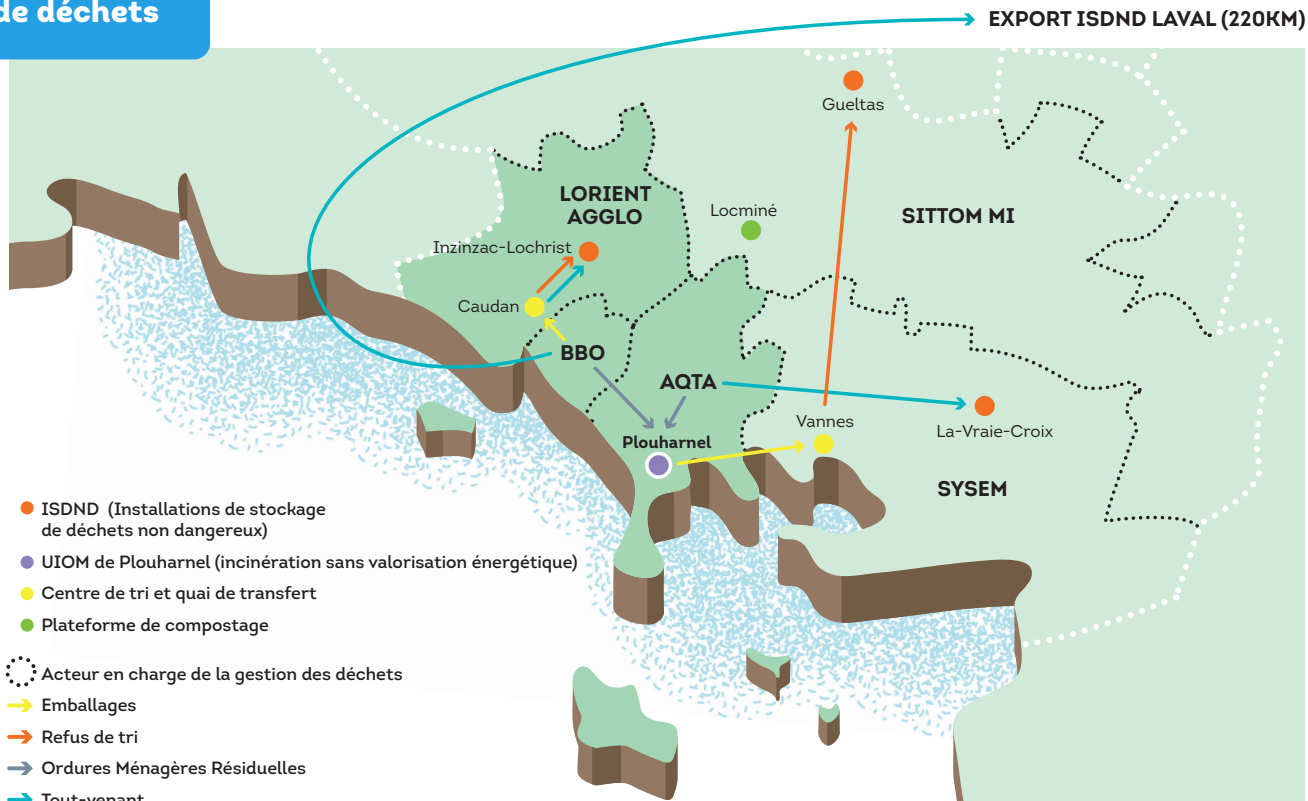 de déchets
EXPORT ISDND LAVAL (220KM)
Gueltas
LORIENT
AGGLO
Locminé
SITTOM MI
Inzinzac-Lochrist
Caudan
BBO
AQTA
Vannes
La-Vraie-Croix
Plouharnel
SYSEM
ISDND (Installations de stockage
de déchets non dangereux)
UIOM de Plouharnel (incinération sans valorisation énergétique)
Centre de tri et quai de transfert
Plateforme de compostage
Acteur en charge de la gestion des déchets
Emballages
Refus de tri
Ordures Ménagères Résiduelles
Tout-venant